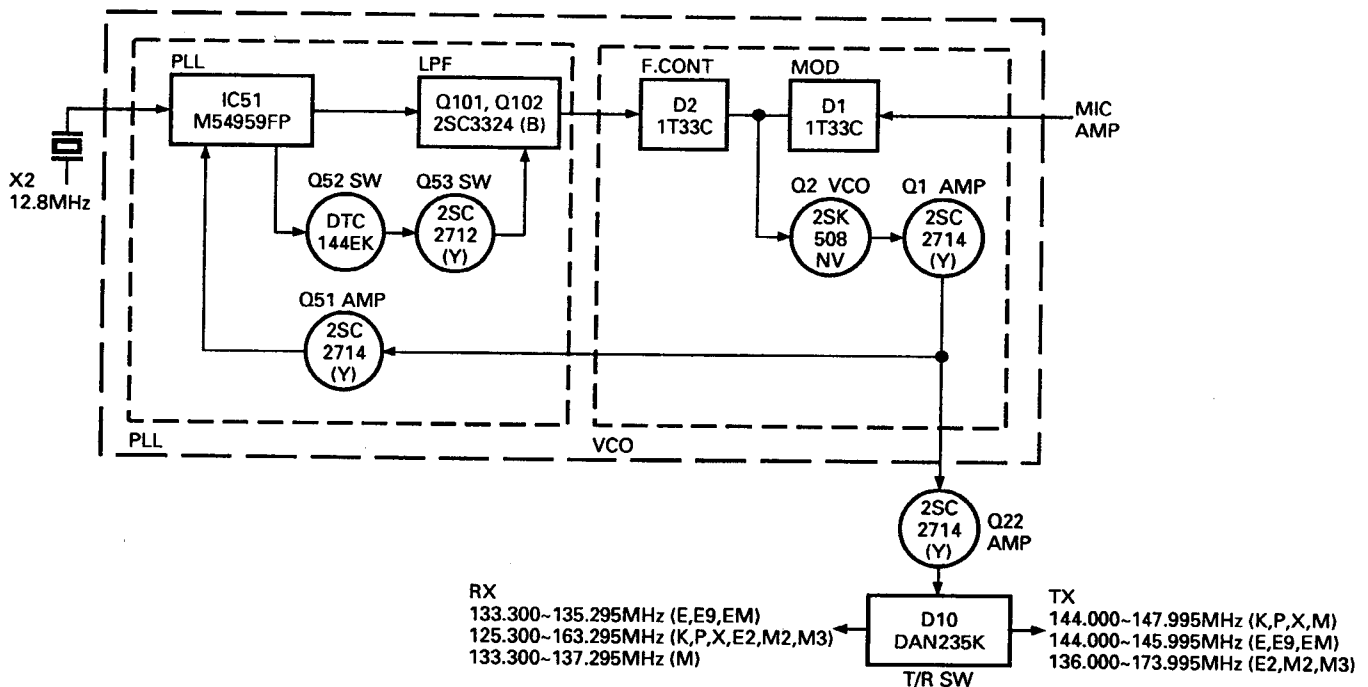 PLL
LPF
F.CONT
MOD
IC51
M54959FP
Q101, Q102
2SC3324 (B)
D2
1T33C
D1
1T33C
MIC
AMP
X2
12.8MHz
Q52 SW
Q53 SW
DTC
144EK
2SC
2712
(Y)
Q2 VCO
Q1 AMP
2SK
508
NV
2SC
2714
(Y)
Q51 AMP
2SC
2714
(Y)
PLL
VCO
2SC
2714
(Y)
Q22
AMP
RX
133.300~135.295MHz (E,E9,EM)
125.300~163.295MHz (K,P,X,E2,M2,M3)
133.300~137.295MHz (M)
D10
DAN235K
T/R SW
TX
144.000~147.995MHz (K,P,X,M)
144.000~145.995MHz (E,E9,EM)
136.000~173.995MHz (E2,M2,M3)